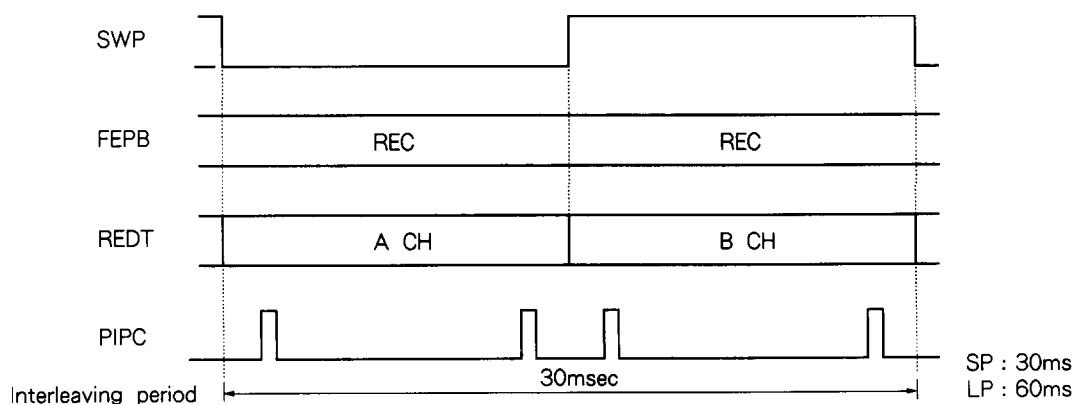 SWP
FEPB REC REC
REDT A CH B CH
PIPC
30msec
Interleaving period
SP : 30ms
LP : 60ms